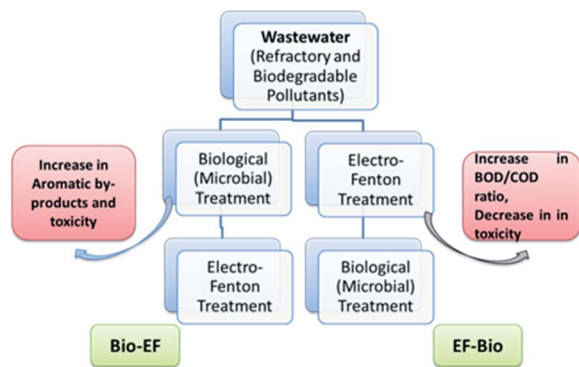 Wastewater
(Refractory and
Biodegradable
Pollutants)
Increase in
Aromatic by-
products and
toxicity
Biological
(Microbial)
Treatment
Electro-
Fenton
Treatment
Increase in
BOD/COD
ratio,
Decrease in in
toxicity
Electro-
Fenton
Treatment
Biological
(Microbial)
Treatment
Bio-EF
EF-Bio